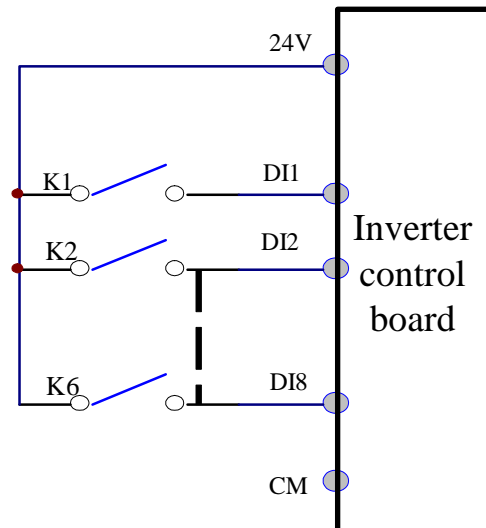 24V
K1
DI1
K2
DI2
Inverter
control
board
K6
DI8
CM